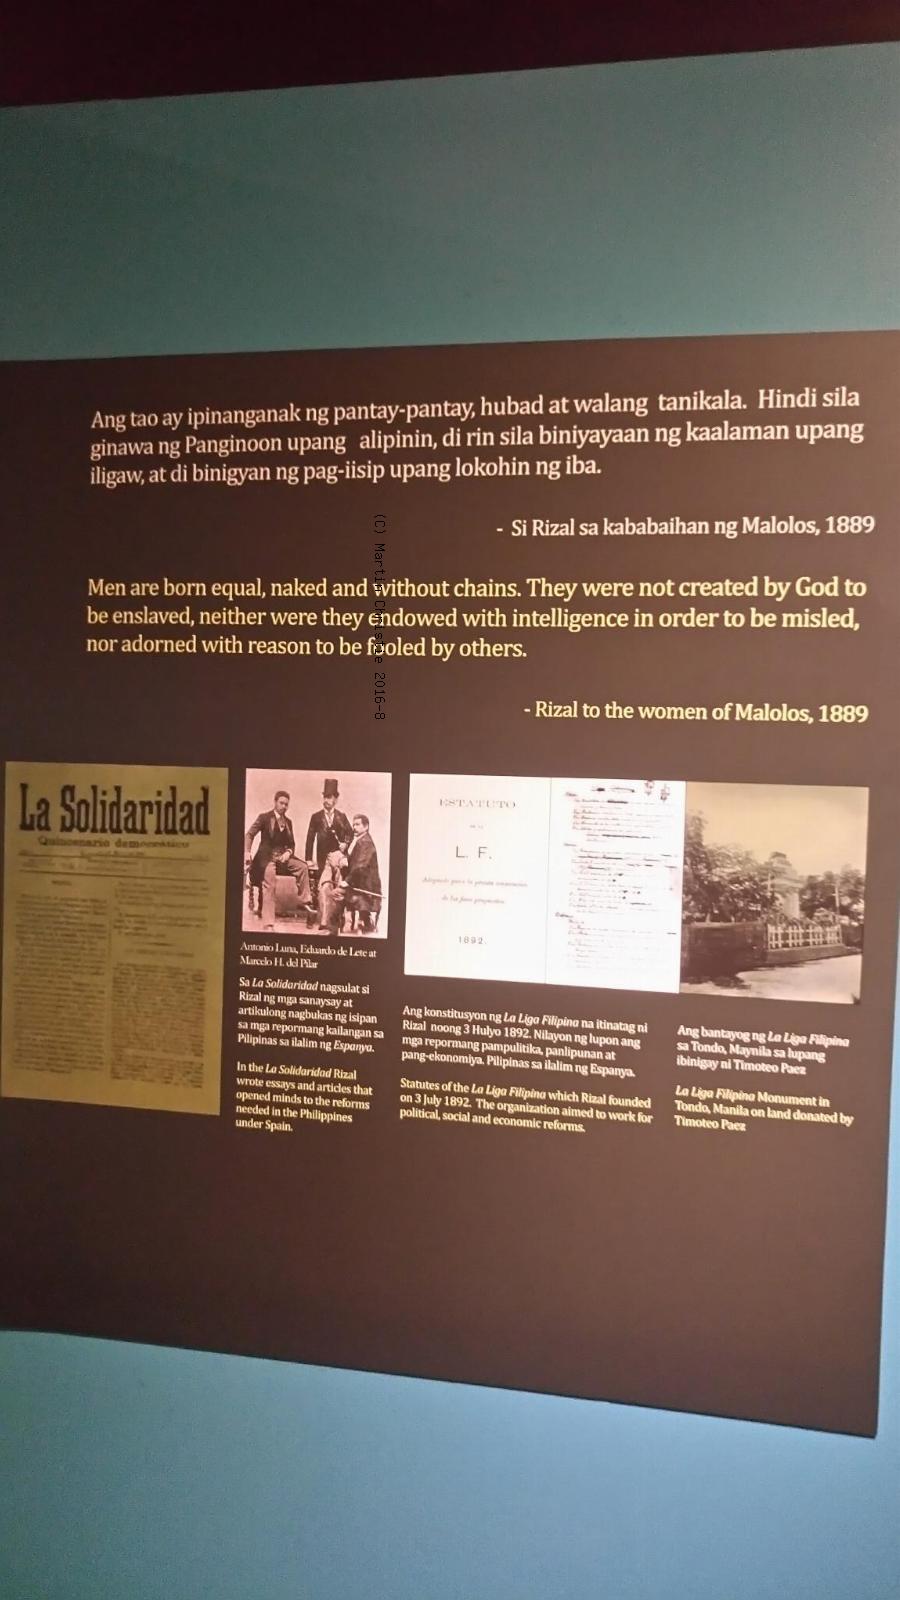 Ang tao ay ipinanganak ng pantay-pantay, hubad at walang tanikala. Hindi sila
ginawa ng Panginoon upang alipinin, di rin sila biniyayaan ng kaalaman upang
iligaw, at di binigyan ng pag-iisip upang lokohin ng iba.
- Si Rizal sa kababaihan ng Malolos, 1889
Men are born equal, naked and without chains. They were not created by God to
be enslaved, neither were they endowed with intelligence in order to be misled,
nor adorned with reason to be fooled by others.
- Rizal to the women of Malolos, 1889
(C) Martin Christie 2016-8
La Solidaridad
Quincenario democrático
Antonio Luna, Eduardo de Lete at
Marcelo H. del Pilar
Sa La Solidaridad nagsulat si
Rizal ng mga sanaysay at
artikulong nagbukas ng isipan
sa mga repormang kailangan sa
Pilipinas sa ilalim ng Espanya.
In the La Solidaridad Rizal
wrote essays and articles that
opened minds to the reforms
needed in the Philippines
under Spain.
ESTATUTO
DE LA
L. F.
1892.
Ang konstitusyon ng La Liga Filipina na itinatag ni
Rizal noong 3 Hulyo 1892. Nilayon ng lupon ang
mga repormang pampulitika, panlipunan at
pang-ekonomiya. Pilipinas sa ilalim ng Espanya.
Statutes of the La Liga Filipina which Rizal founded
on 3 July 1892. The organization aimed to work for
political, social and economic reforms.
Ang bantayog ng La Liga Filipina
sa Tondo, Maynila sa lupang
ibinigay ni Timoteo Paez
La Liga Filipina Monument in
Tondo, Manila on land donated by
Timoteo Paez